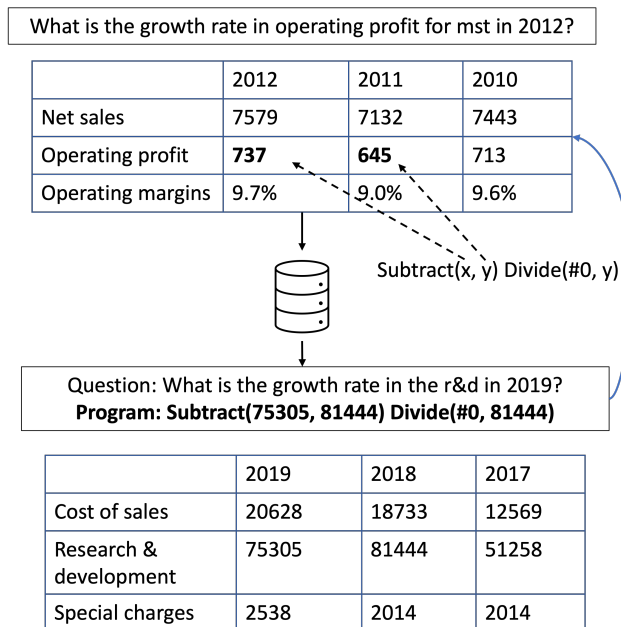 What is the growth rate in operating profit for mst in 2012?
2012 2011 2010
Net sales 7579 7132 7443
Operating profit 737 645 713
Operating margins 9.7% 9.0% 9.6%
Subtract(x, y) Divide(#0, y)
Question: What is the growth rate in the r&d in 2019?
Program: Subtract(75305, 81444) Divide(#0, 81444)
2019 2018 2017
Cost of sales 20628 18733 12569
Research & 75305 81444 51258
development
Special charges 2538 2014 2014